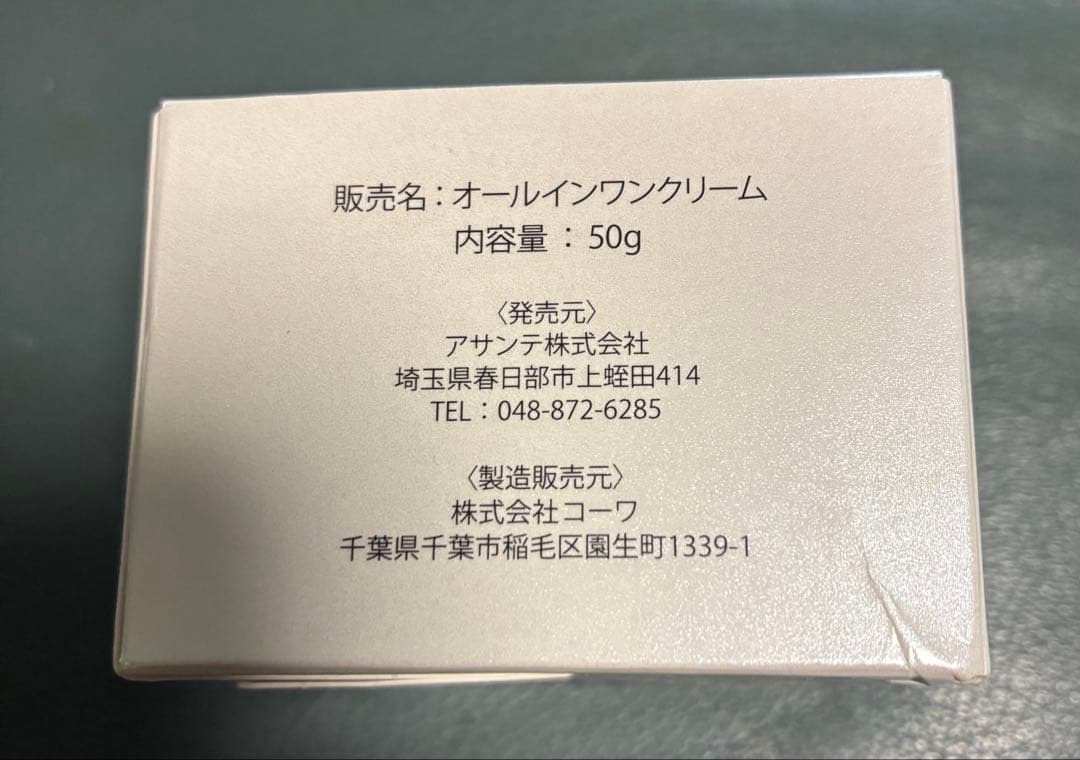 販売名：オールインワンクリーム
内容量 ： 50g
〈発売元〉
アサンテ株式会社
埼玉県春日部市上蛭田414
TEL：048-872-6285
〈製造販売元〉
株式会社コーワ
千葉県千葉市稲毛区園生町1339-1